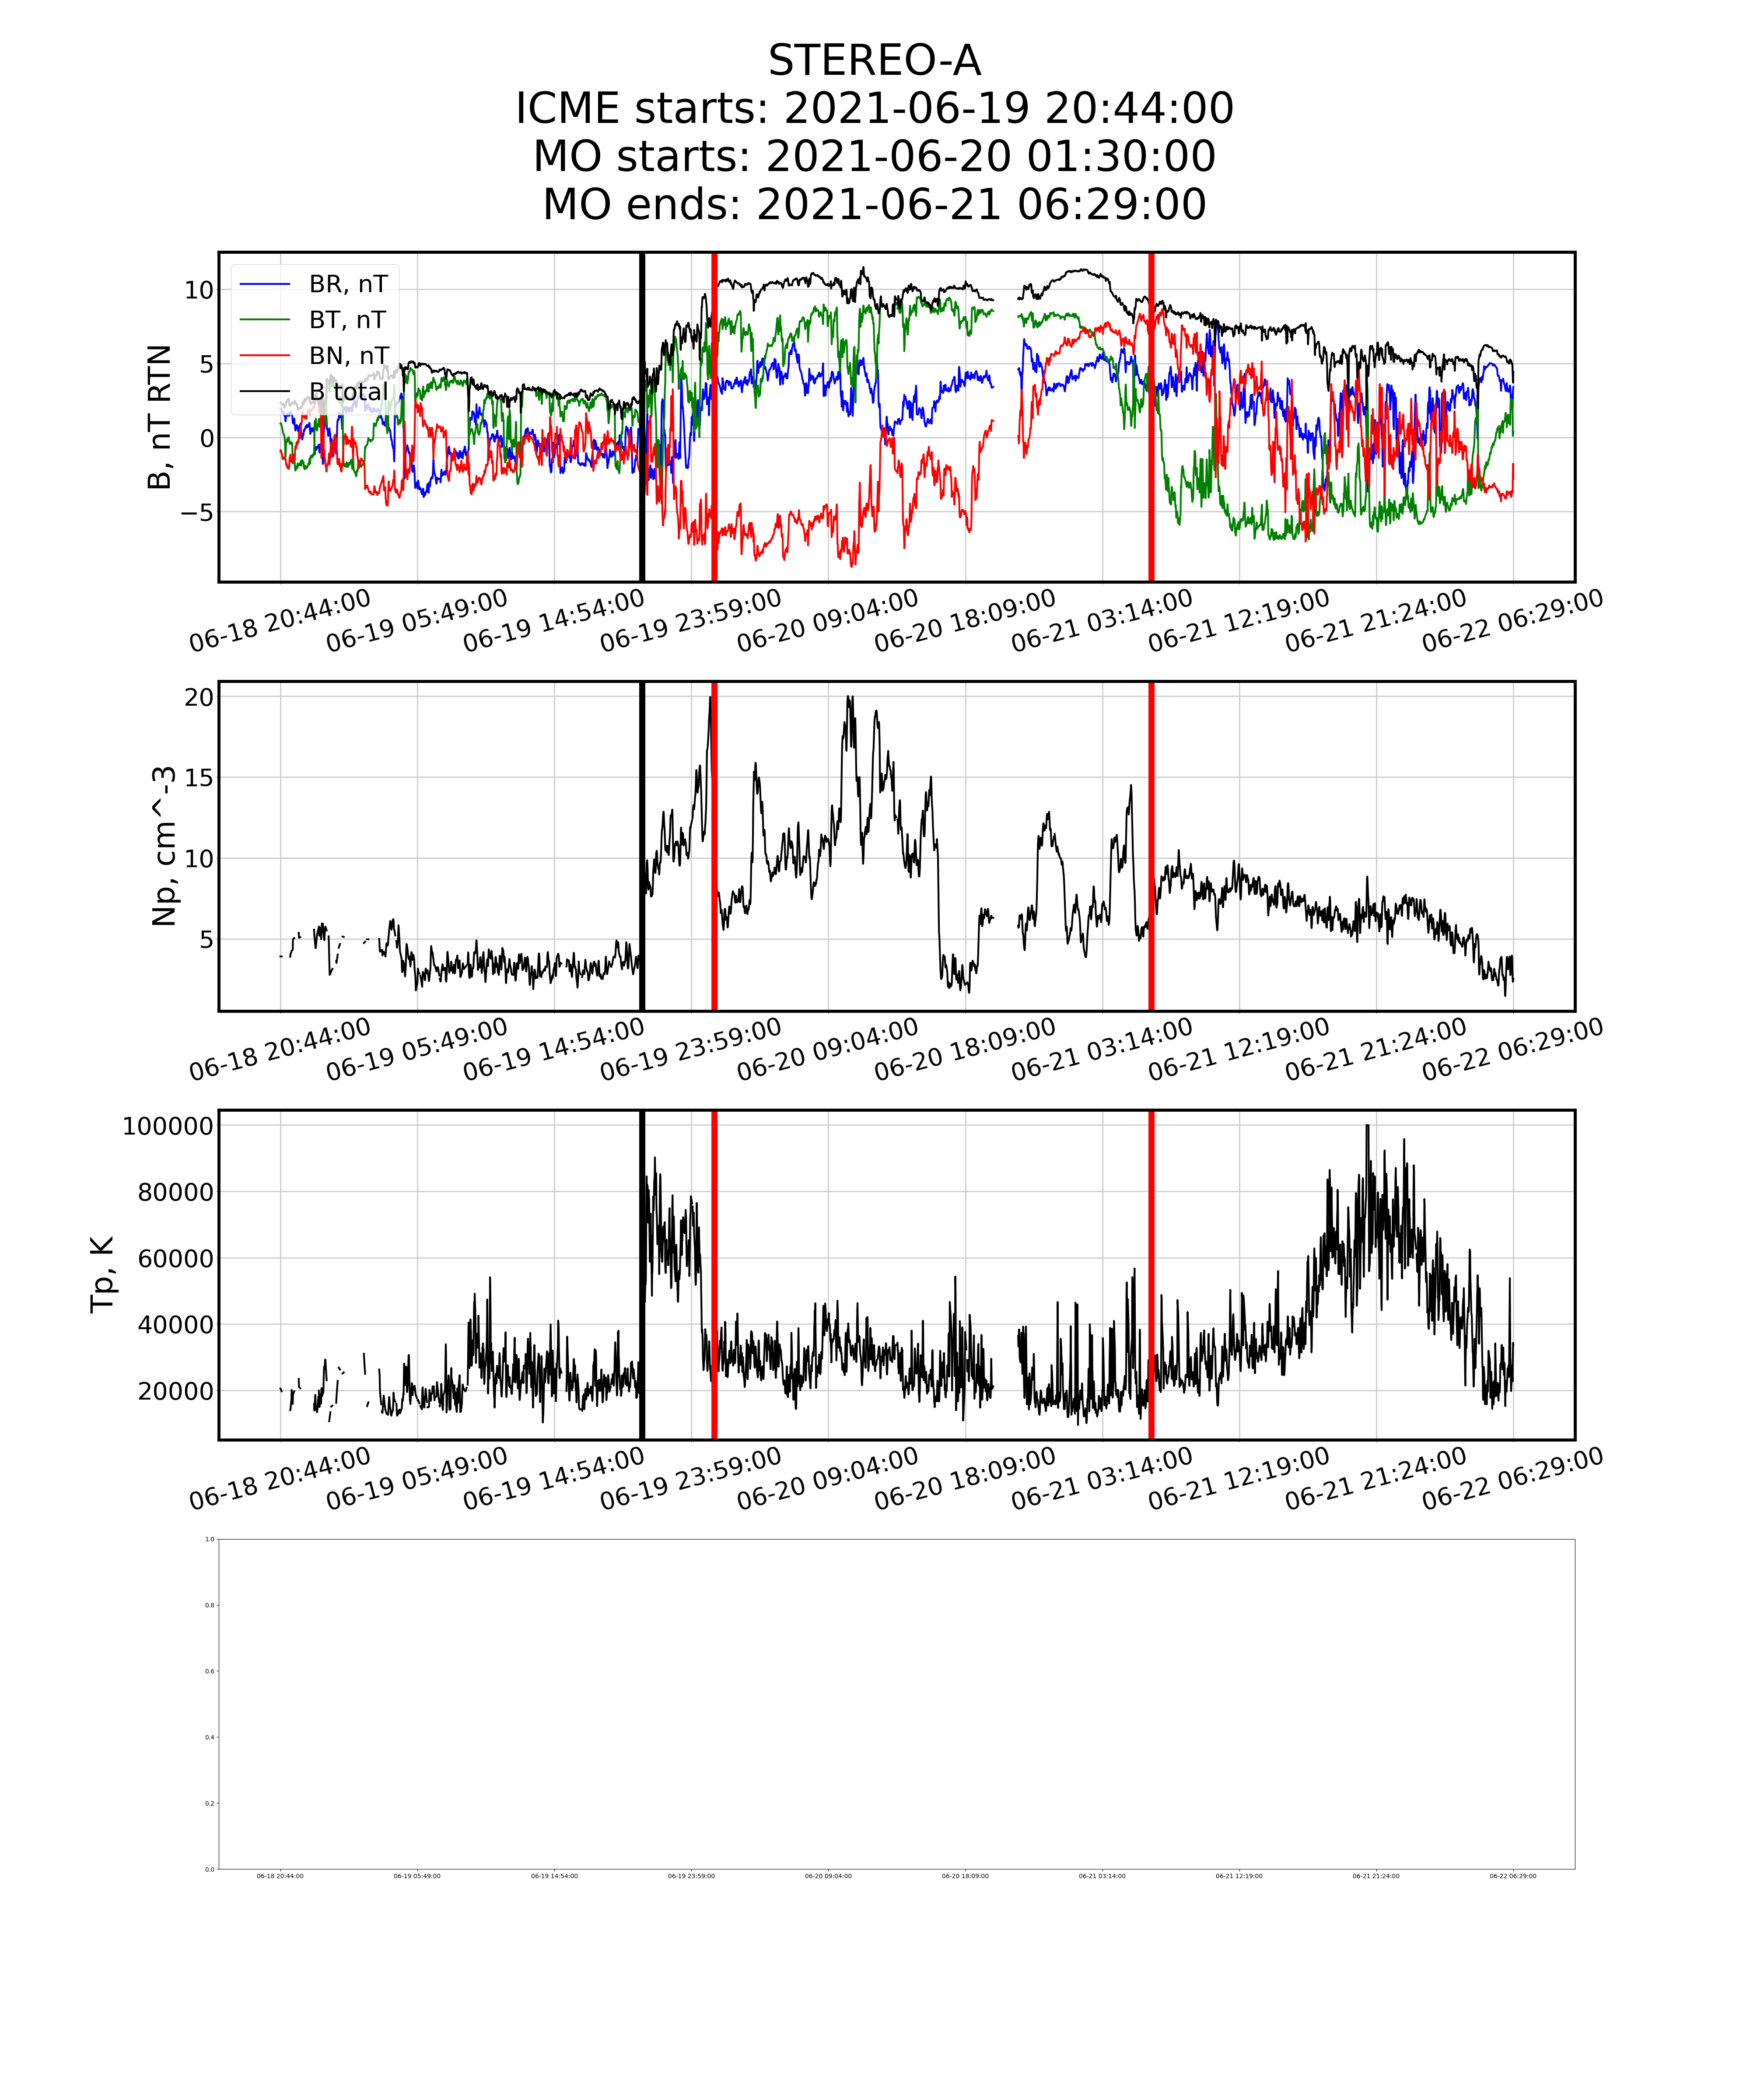 STEREO-A
ICME starts: 2021-06-19 20:44:00
MO starts: 2021-06-20 01:30:00
MO ends: 2021-06-21 06:29:00
B, nT RTN
10
5
0
−5
BR, nT
BT, nT
BN, nT
B total
06-18 20:44:00 06-19 05:49:00 06-19 14:54:00 06-19 23:59:00 06-20 09:04:00 06-20 18:09:00 06-21 03:14:00 06-21 12:19:00 06-21 21:24:00 06-22 06:29:00
Np, cm^-3
20
15
10
5
06-18 20:44:00 06-19 05:49:00 06-19 14:54:00 06-19 23:59:00 06-20 09:04:00 06-20 18:09:00 06-21 03:14:00 06-21 12:19:00 06-21 21:24:00 06-22 06:29:00
Tp, K
100000
80000
60000
40000
20000
06-18 20:44:00 06-19 05:49:00 06-19 14:54:00 06-19 23:59:00 06-20 09:04:00 06-20 18:09:00 06-21 03:14:00 06-21 12:19:00 06-21 21:24:00 06-22 06:29:00
1.0
0.8
0.6
0.4
0.2
0.0
06-18 20:44:00 06-19 05:49:00 06-19 14:54:00 06-19 23:59:00 06-20 09:04:00 06-20 18:09:00 06-21 03:14:00 06-21 12:19:00 06-21 21:24:00 06-22 06:29:00